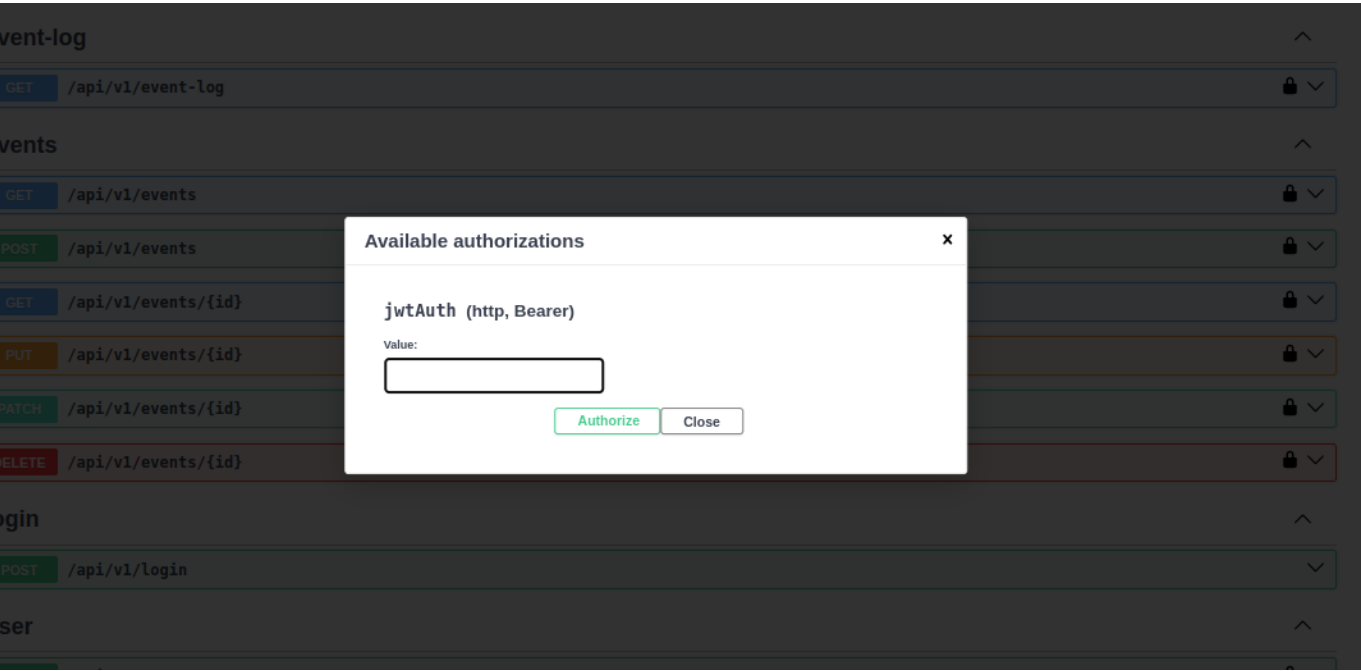 vent-log
GET /api/v1/event-log
vents
GET /api/v1/events
POST /api/v1/events
GET /api/v1/events/{id}
PUT /api/v1/events/{id}
PATCH /api/v1/events/{id}
DELETE /api/v1/events/{id}
Available authorizations
jwtAuth (http, Bearer)
Value:
Authorize Close
ogin
POST /api/v1/login
ser